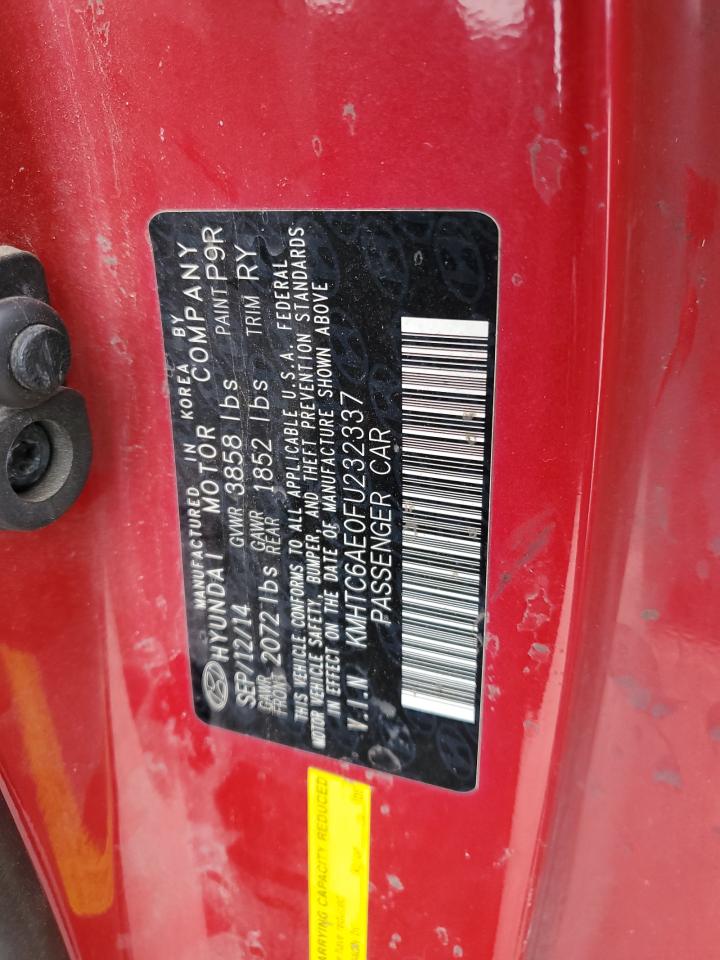 MANUFACTURED IN KOREA BY
HYUNDAI MOTOR COMPANY
SEP/12/14 GVWR 3858 lbs PAINT P9R
GAWR FRONT 2072 lbs GAWR REAR 1852 lbs TRIM RY
THIS VEHICLE CONFORMS TO ALL APPLICABLE U.S.A. FEDERAL
MOTOR VEHICLE SAFETY, BUMPER, AND THEFT PREVENTION STANDARDS
IN EFFECT ON THE DATE OF MANUFACTURE SHOWN ABOVE
V.I.N KMHTC6AE0FU232337
PASSENGER CAR
CARRYING CAPACITY REDUCED